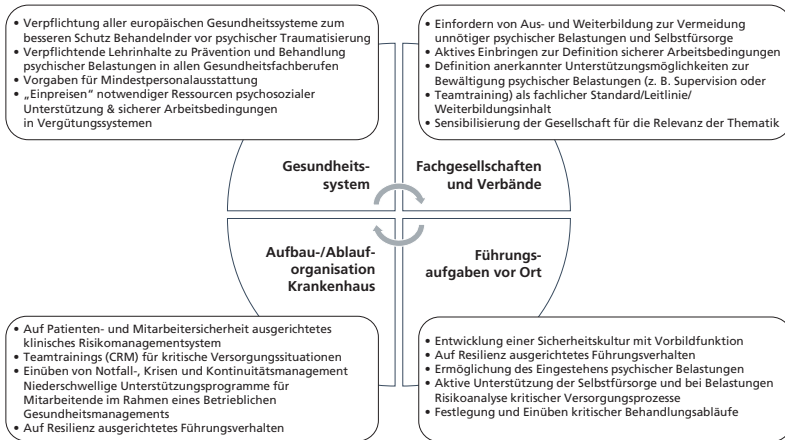 • Verpflichtung aller europäischen Gesundheitssysteme zum
besseren Schutz Behandelnder vor psychischer Traumatisierung
• Verpflichtende Lehrinhalte zu Prävention und Behandlung
psychischer Belastungen in allen Gesundheitsfachberufen
• Vorgaben für Mindestpersonalausstattung
• „Einpreisen“ notwendiger Ressourcen psychosozialer
Unterstützung & sicherer Arbeitsbedingungen
in Vergütungssystemen
• Einfordern von Aus- und Weiterbildung zur Vermeidung
unnötiger psychischer Belastungen und Selbstfürsorge
• Aktives Einbringen zur Definition sicherer Arbeitsbedingungen
• Definition anerkannter Unterstützungsmöglichkeiten zur
Bewältigung psychischer Belastungen (z. B. Supervision oder
• Teamtraining) als fachlicher Standard/Leitlinie/
Weiterbildungsinhalt
• Sensibilisierung der Gesellschaft für die Relevanz der Thematik
Gesundheits-
system
Fachgesellschaften
und Verbände
Aufbau-/Ablauf-
organisation
Krankenhaus
Führungs-
aufgaben vor Ort
• Auf Patienten- und Mitarbeitersicherheit ausgerichtetes
klinisches Risikomanagementsystem
• Teamtrainings (CRM) für kritische Versorgungssituationen
• Einüben von Notfall-, Krisen und Kontinuitätsmanagement
Niederschwellige Unterstützungsprogramme für
Mitarbeitende im Rahmen eines Betrieblichen
Gesundheitsmanagements
• Auf Resilienz ausgerichtetes Führungsverhalten
• Entwicklung einer Sicherheitskultur mit Vorbildfunktion
• Auf Resilienz ausgerichtetes Führungsverhalten
• Ermöglichung des Eingestehens psychischer Belastungen
• Aktive Unterstützung der Selbstfürsorge und bei Belastungen
Risikoanalyse kritischer Versorgungsprozesse
• Festlegung und Einüben kritischer Behandlungsabläufe